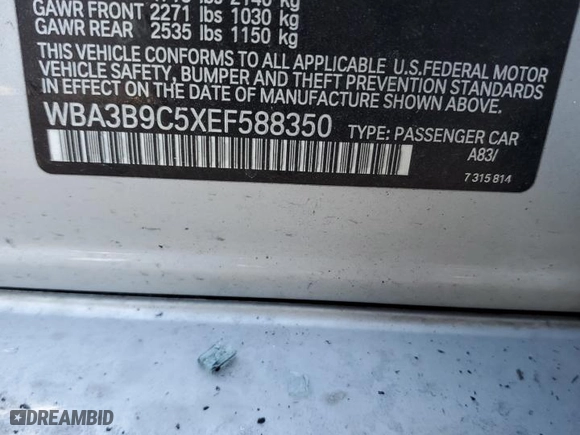 GAWR FRONT 2271 lbs 1030 kg
GAWR REAR 2535 lbs 1150 kg
THIS VEHICLE CONFORMS TO ALL APPLICABLE U.S.FEDERAL MOTOR
VEHICLE SAFETY, BUMPER AND THEFT PREVENTION STANDARDS
IN EFFECT ON THE DATE OF MANUFACTURE SHOWN ABOVE.
WBA3B9C5XEF588350 TYPE: PASSENGER CAR
A83/
7 315 814
DREAMBID